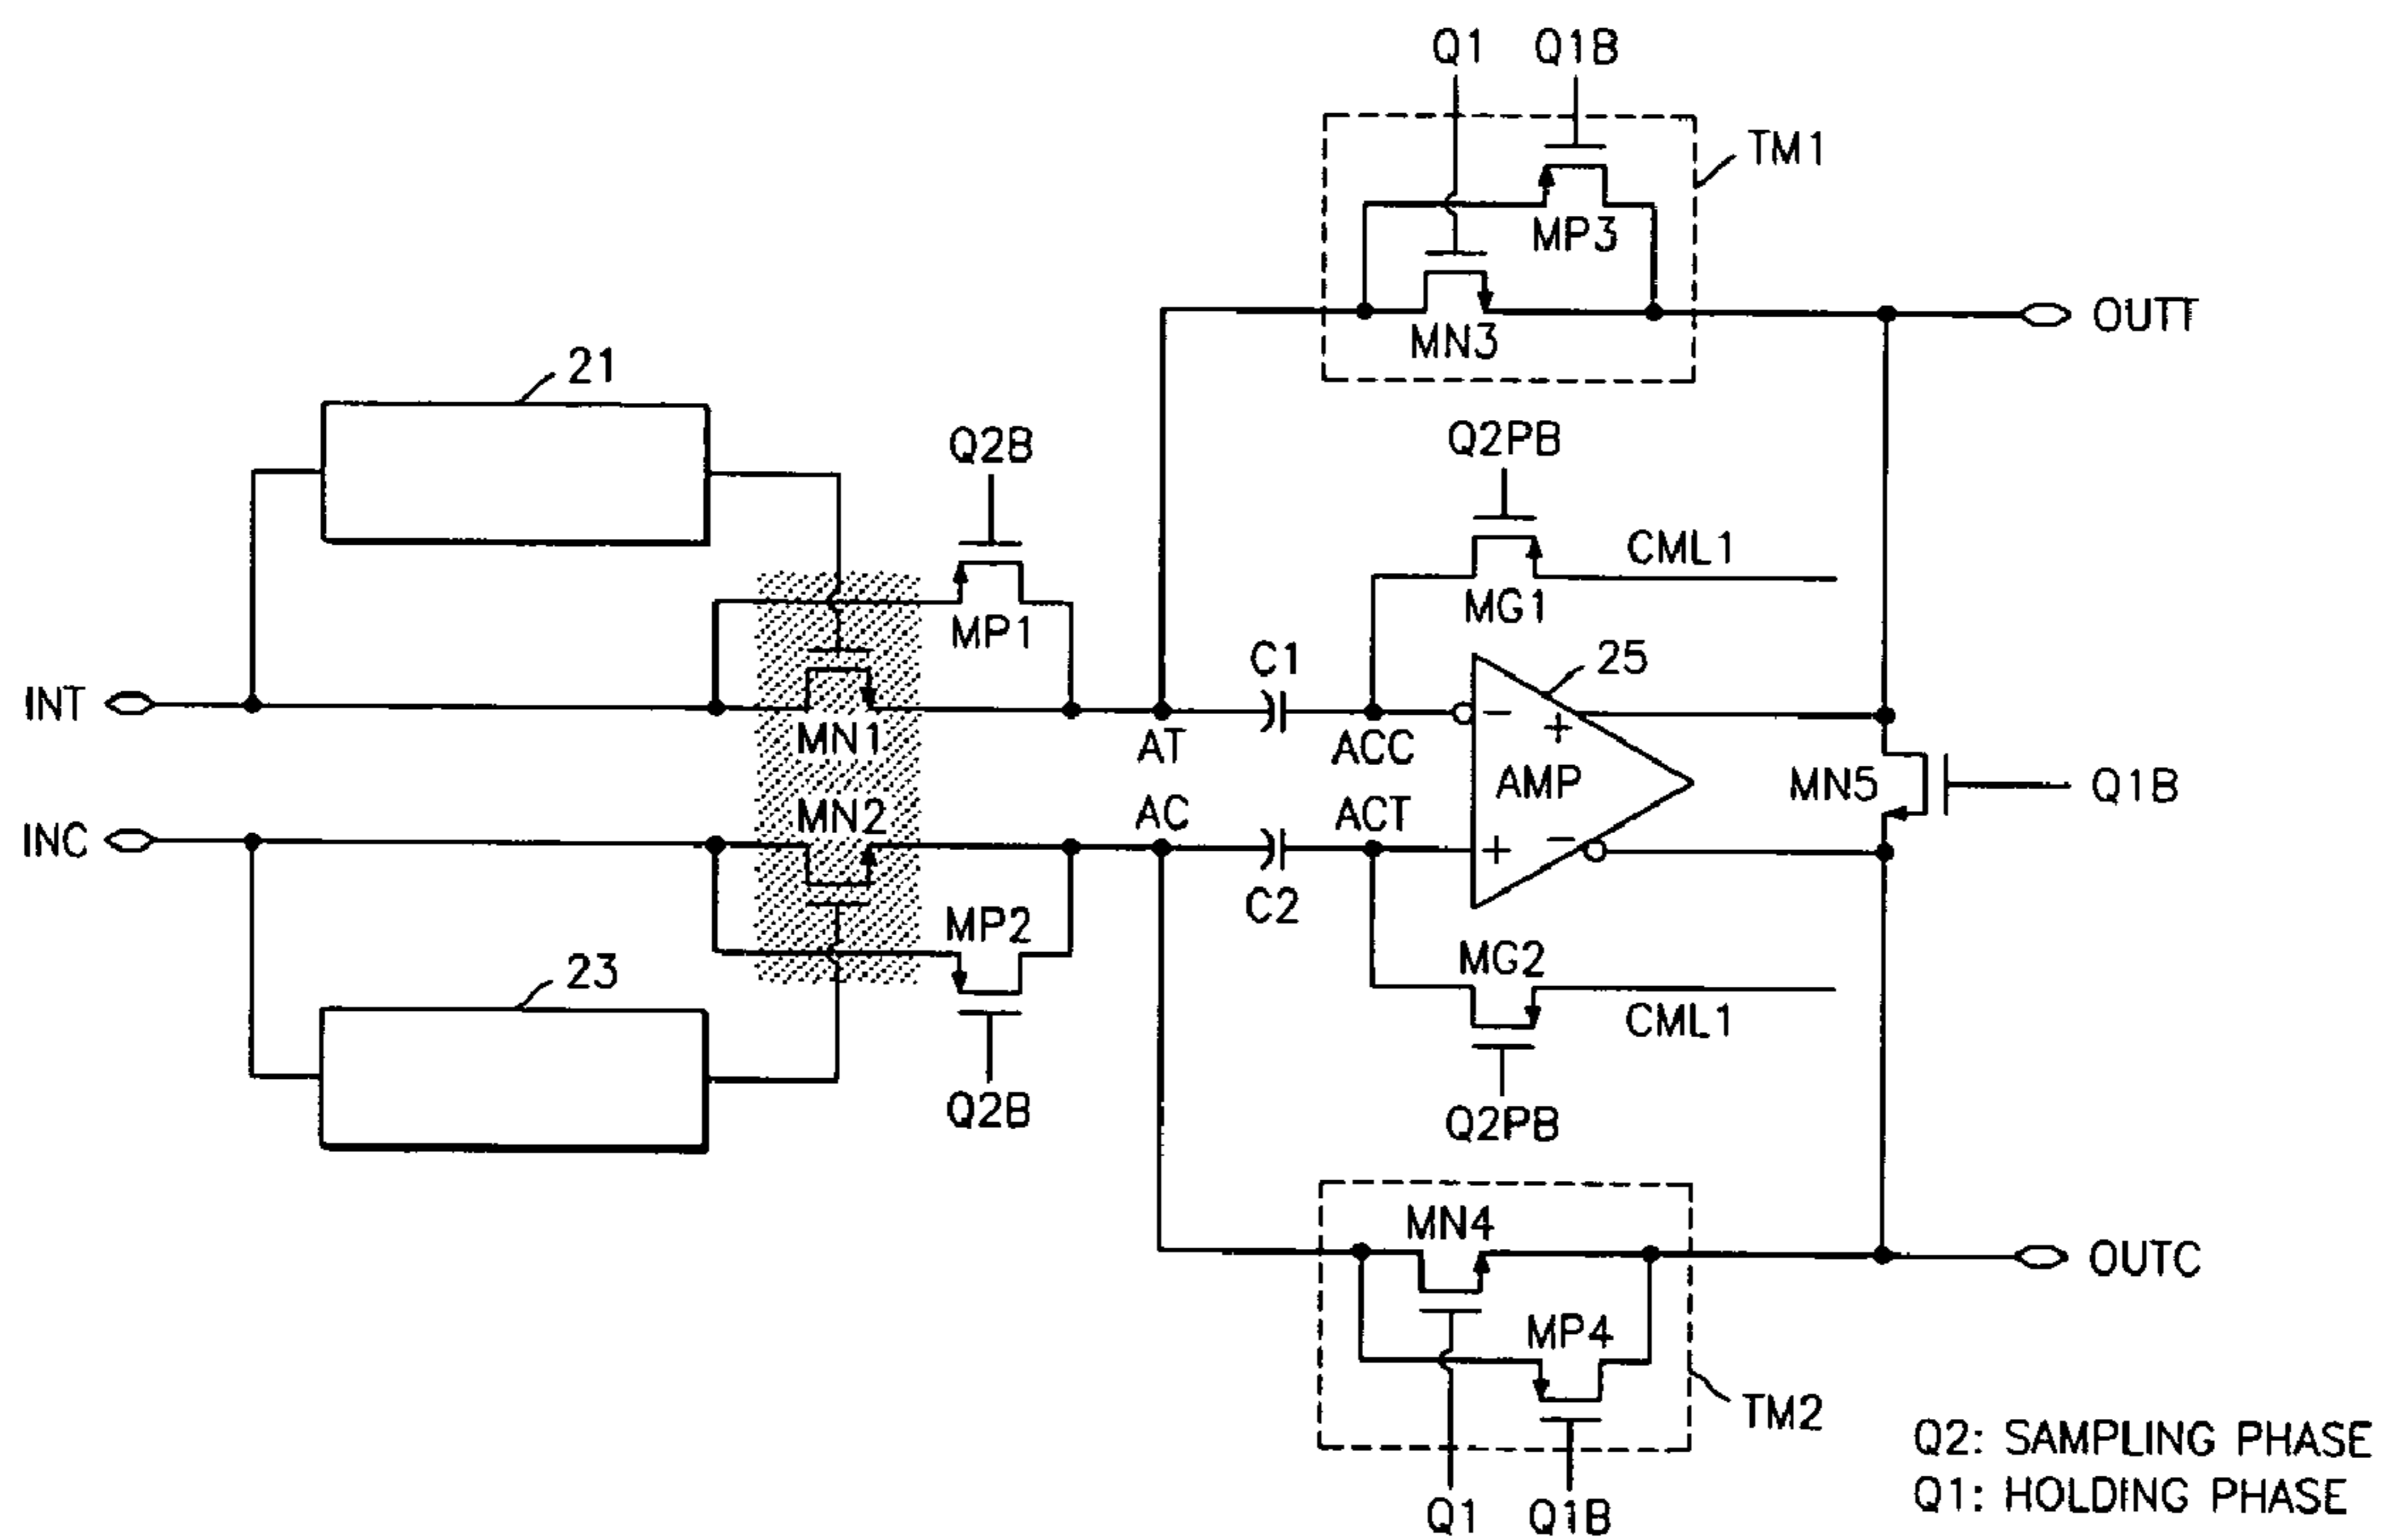 Q1 Q1B
TM1
MP3
MN3
OUTT
21
Q2B
Q2PB
CML1
MG1
MP1
C1
25
INT
MN1
AT
ACC
- +
AMP
MN5
Q1B
INC
MN2
AC
ACT
+ -
C2
MP2
MG2
23
CML1
Q2B
Q2PB
MN4
OUTC
MP4
TM2
Q1 Q1B
Q2: SAMPLING PHASE
Q1: HOLDING PHASE